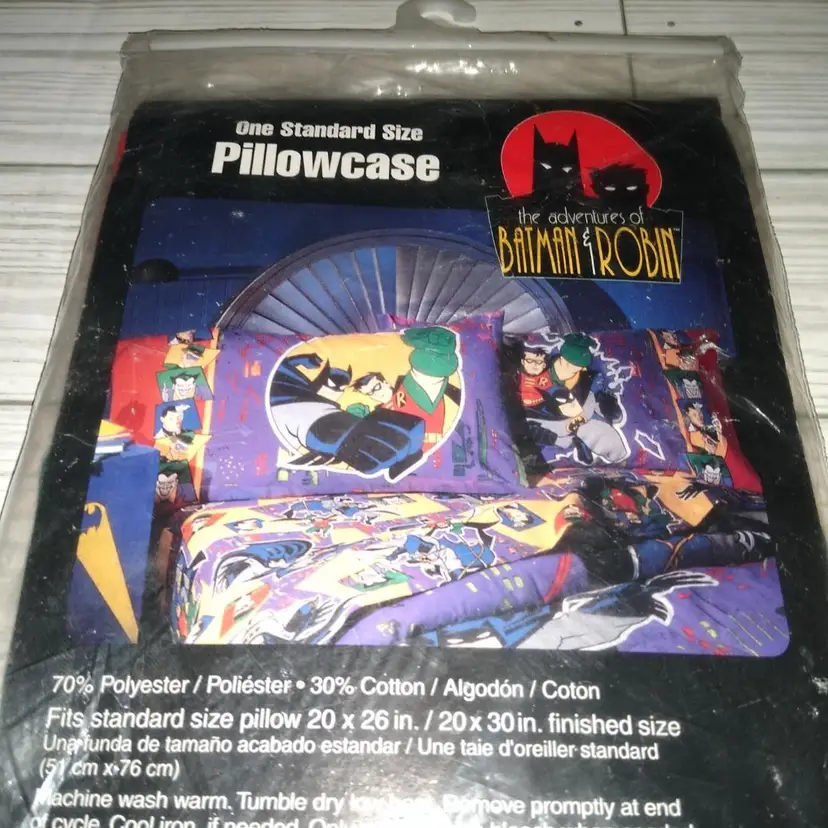 One Standard Size
Pillowcase
the adventures of
BATMAN & ROBIN™
R
R
70% Polyester / Poliéster • 30% Cotton / Algodón / Coton
Fits standard size pillow 20 x 26 in. / 20 x 30 in. finished size
Una funda de tamaño acabado estandar / Une taie d'oreiller standard
(51 cm x 76 cm)
Machine wash warm. Tumble dry low heat. Remove promptly at end
of cycle. Cool iron, if needed. Only